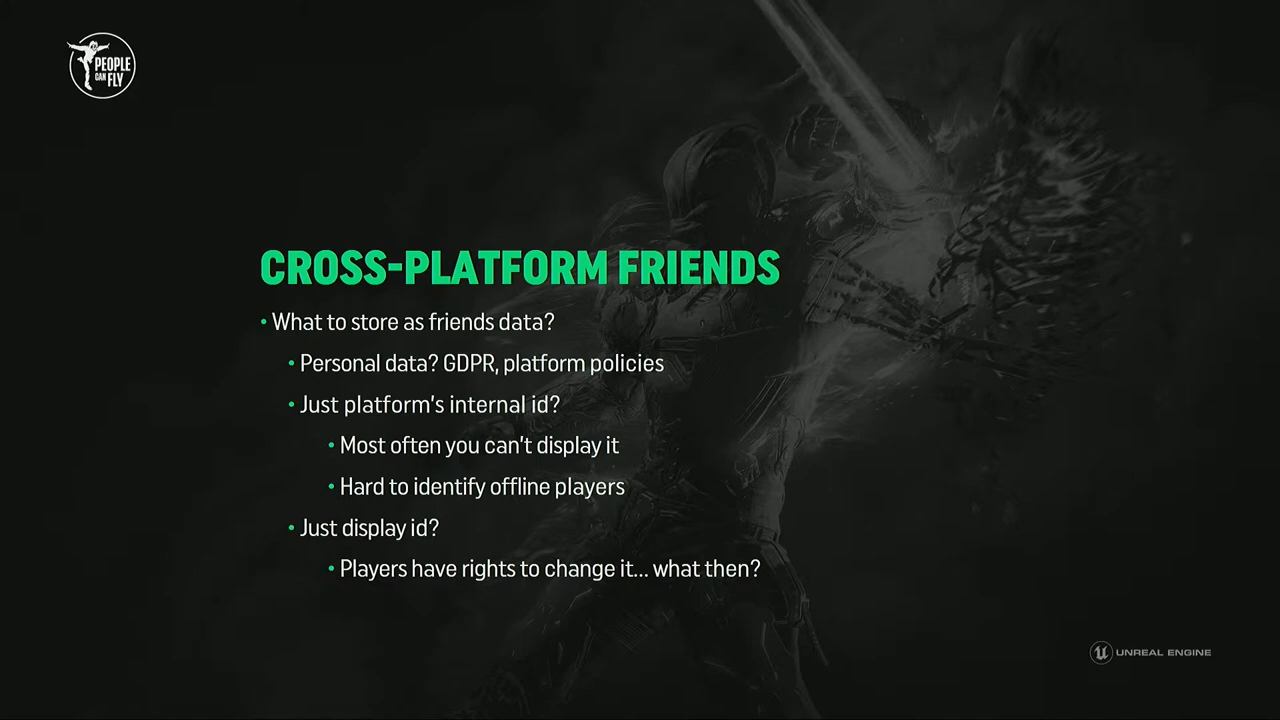 PEOPLE
CAN
FLY
CROSS-PLATFORM FRIENDS
• What to store as friends data?
• Personal data? GDPR, platform policies
• Just platform's internal id?
• Most often you can't display it
• Hard to identify offline players
• Just display id?
• Players have rights to change it... what then?
UNREAL ENGINE